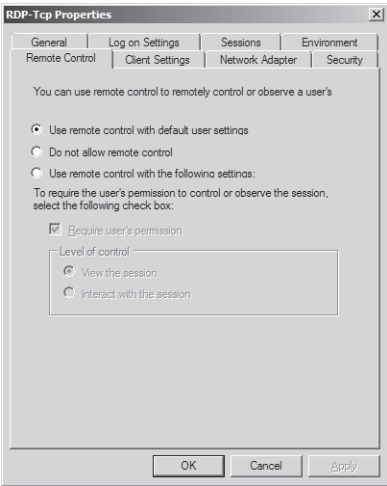 RDP-Tcp Properties
General Log on Settings Sessions Environment
Remote Control Client Settings Network Adapter Security
You can use remote control to remotely control or observe a user's
Use remote control with default user settings
Do not allow remote control
Use remote control with the following settings:
To require the user's permission to control or observe the session,
select the following check box:
Require user's permission
Level of control
View the session
Interact with the session
OK Cancel Apply